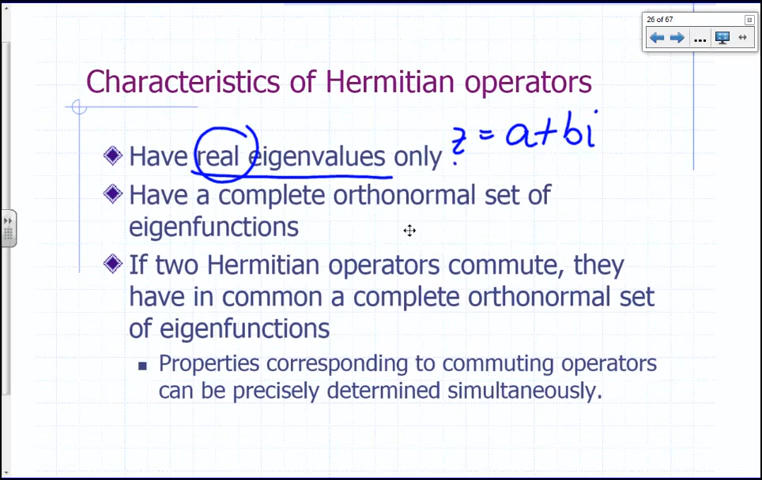 26 of 67
...
Characteristics of Hermitian operators
Have real eigenvalues only
z = a+bi
Have a complete orthonormal set of
eigenfunctions
If two Hermitian operators commute, they
have in common a complete orthonormal set
of eigenfunctions
Properties corresponding to commuting operators
can be precisely determined simultaneously.